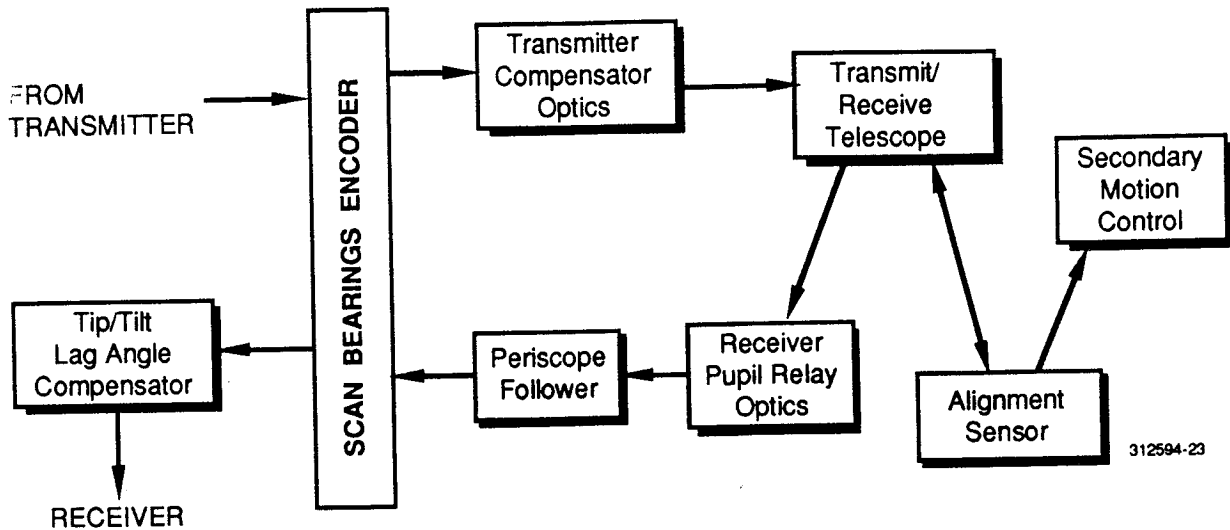 FROM
TRANSMITTER
SCAN BEARINGS ENCODER
Transmitter
Compensator
Optics
Transmit/
Receive
Telescope
Secondary
Motion
Control
Tip/Tilt
Lag Angle
Compensator
Periscope
Follower
Receiver
Pupil Relay
Optics
Alignment
Sensor
312594-23
RECEIVER